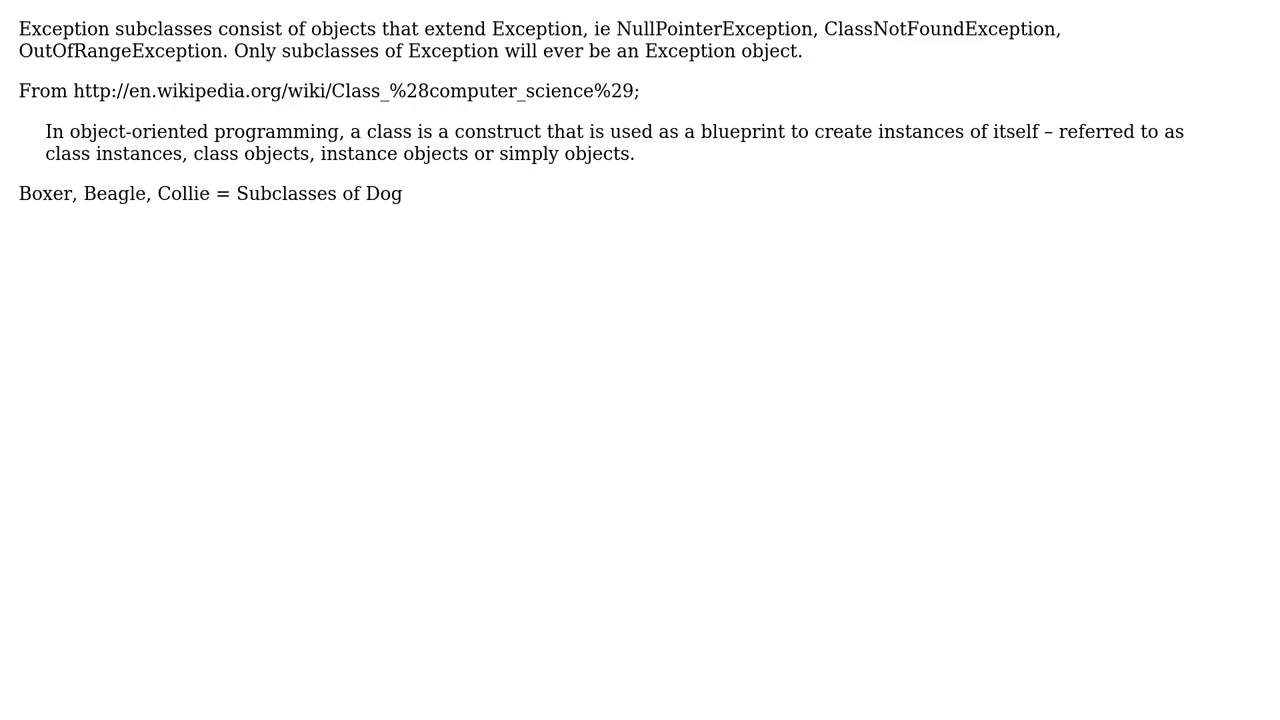 Exception subclasses consist of objects that extend Exception, ie NullPointerException, ClassNotFoundException,
OutOfRangeException. Only subclasses of Exception will ever be an Exception object.
From http://en.wikipedia.org/wiki/Class_%28computer_science%29;
In object-oriented programming, a class is a construct that is used as a blueprint to create instances of itself – referred to as
class instances, class objects, instance objects or simply objects.
Boxer, Beagle, Collie = Subclasses of Dog